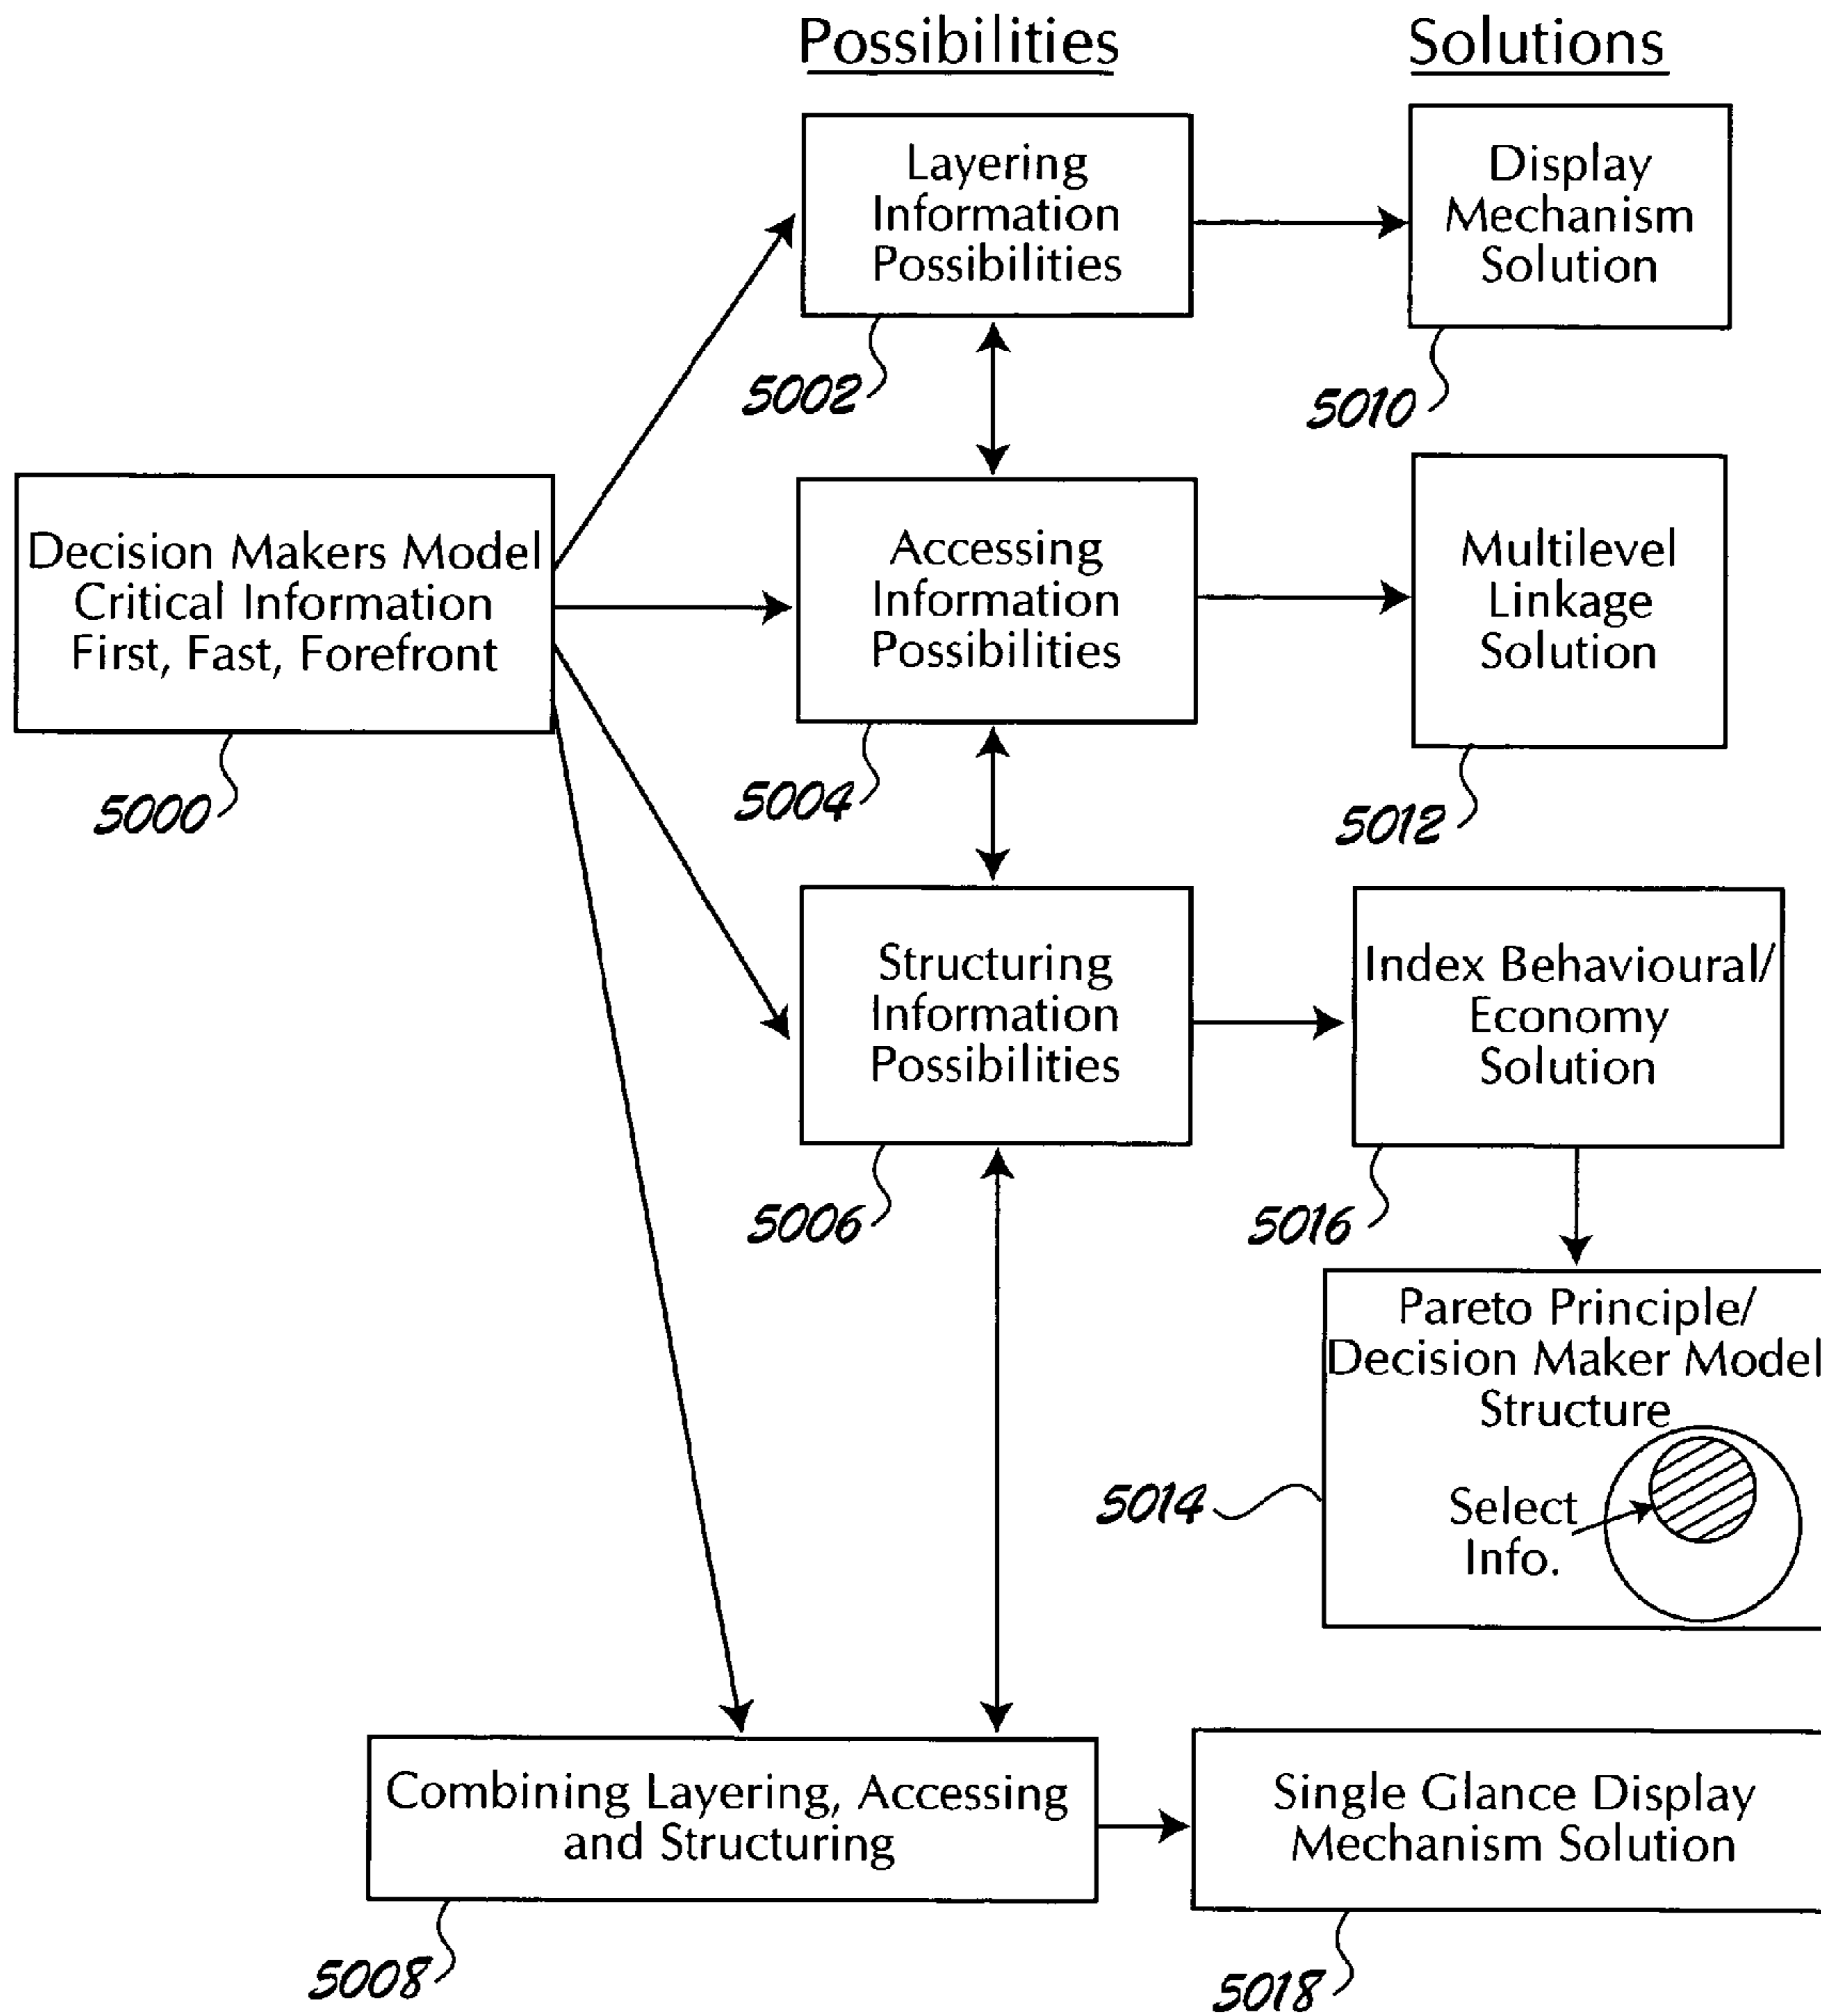 Possibilities
Solutions
Layering
Information
Possibilities
5002
Display
Mechanism
Solution
5010
Decision Makers Model
Critical Information
First, Fast, Forefront
5000
Accessing
Information
Possibilities
5004
Multilevel
Linkage
Solution
5012
Structuring
Information
Possibilities
5006
Index Behavioural/
Economy
Solution
5016
Pareto Principle/
Decision Maker Model
Structure
Select
Info.
5014
Combining Layering, Accessing
and Structuring
5008
Single Glance Display
Mechanism Solution
5018